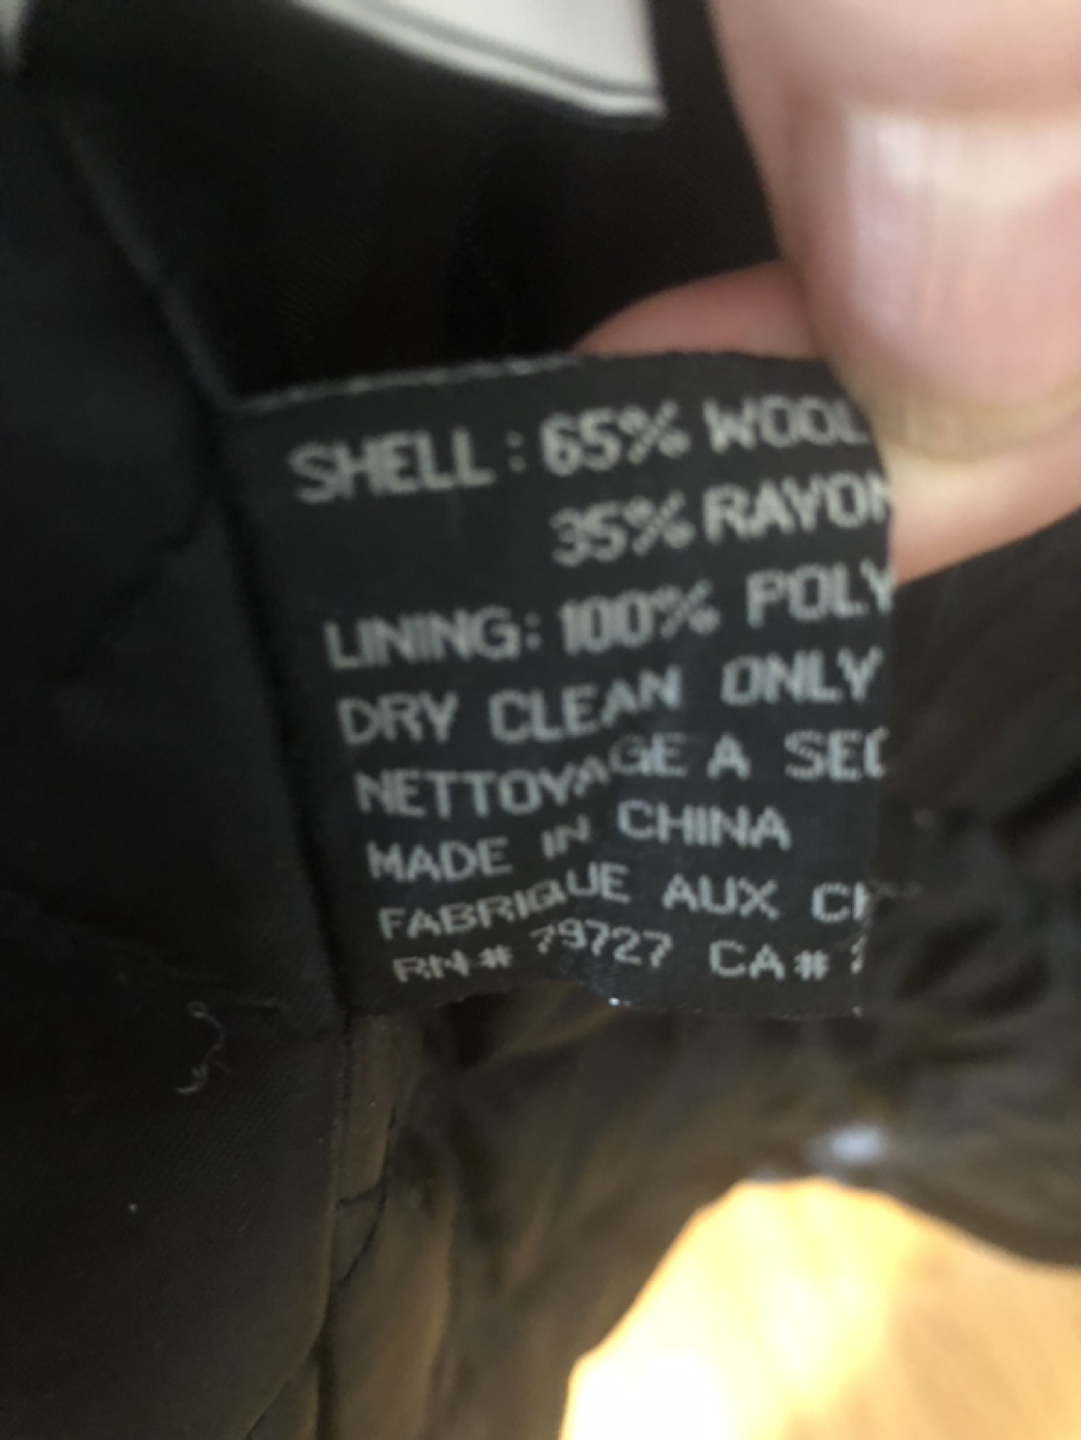 SHELL : 65% WOOL
35% RAYON
LINING: 100% POLY
DRY CLEAN ONLY
NETTOYAGE A SEC
MADE IN CHINA
FABRIQUE AUX CH
RN# 79727 CA#